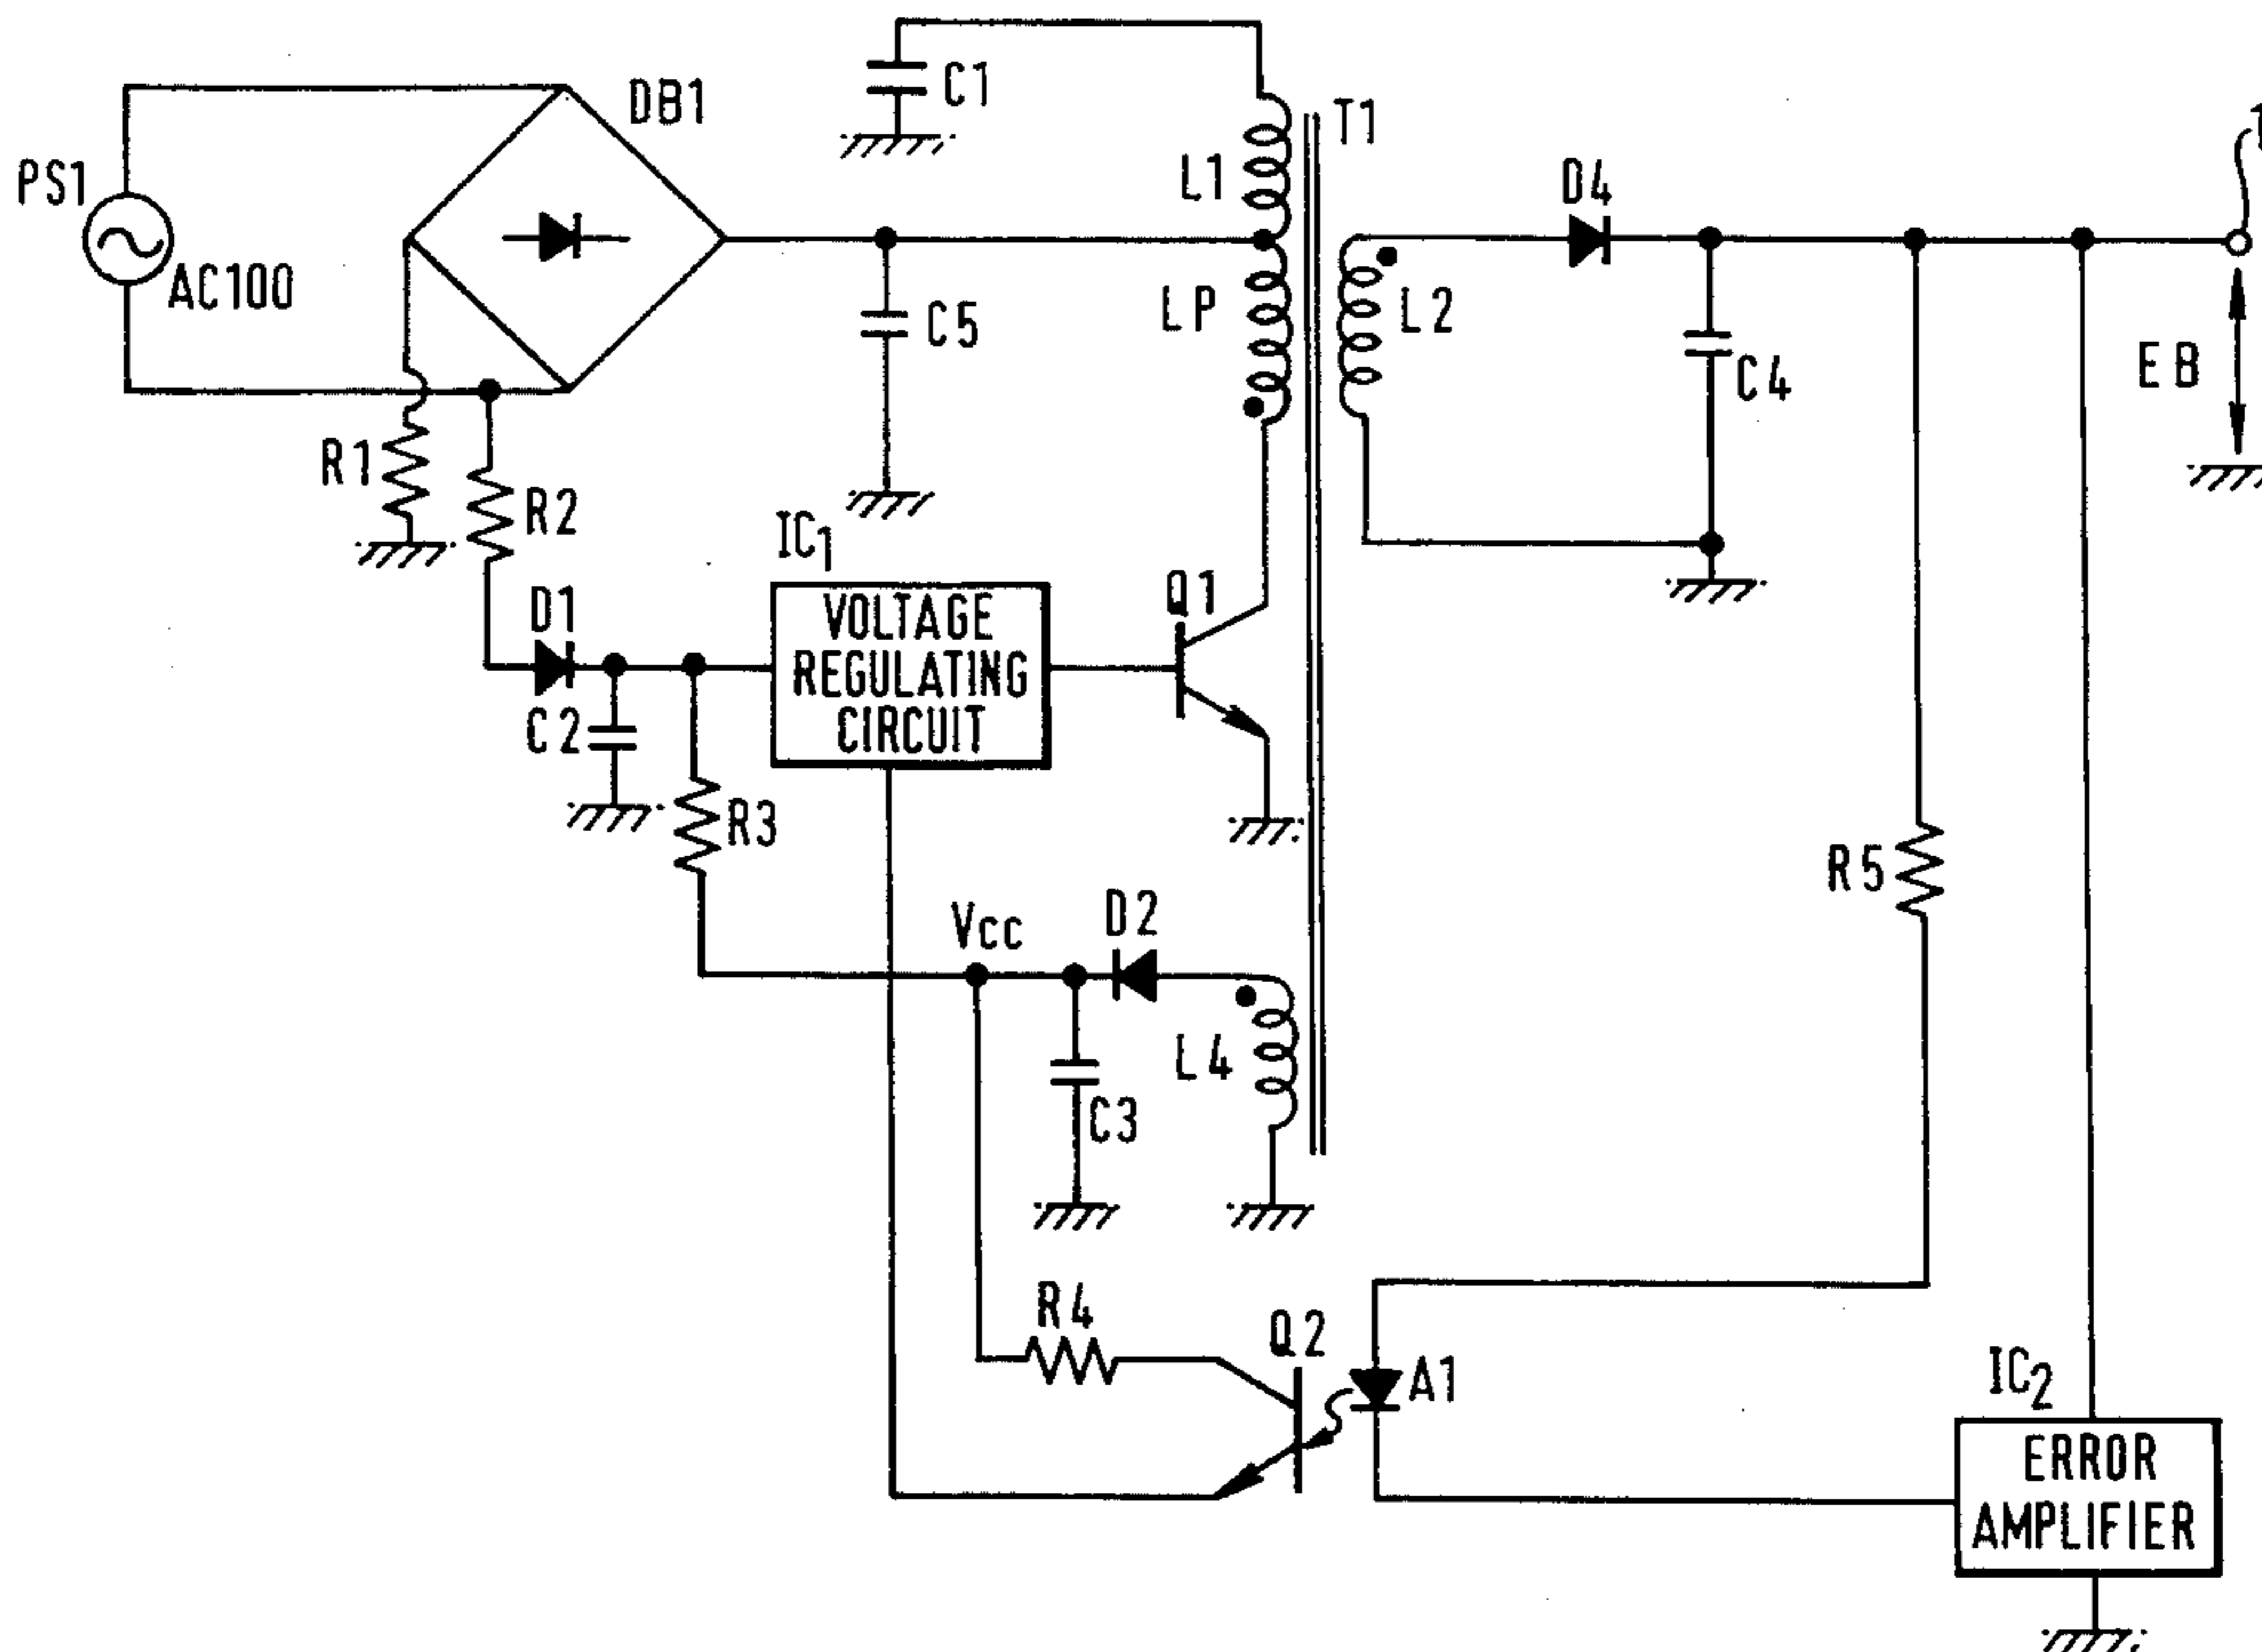 C1
DB1
T1
PS1
L1
D4
AC100
LP
L2
C5
C4
EB
R1
R2
IC1
Q1
D1
VOLTAGE
REGULATING
CIRCUIT
C2
R3
R5
Vcc
D2
L4
C3
R4
Q2
A1
IC2
ERROR
AMPLIFIER